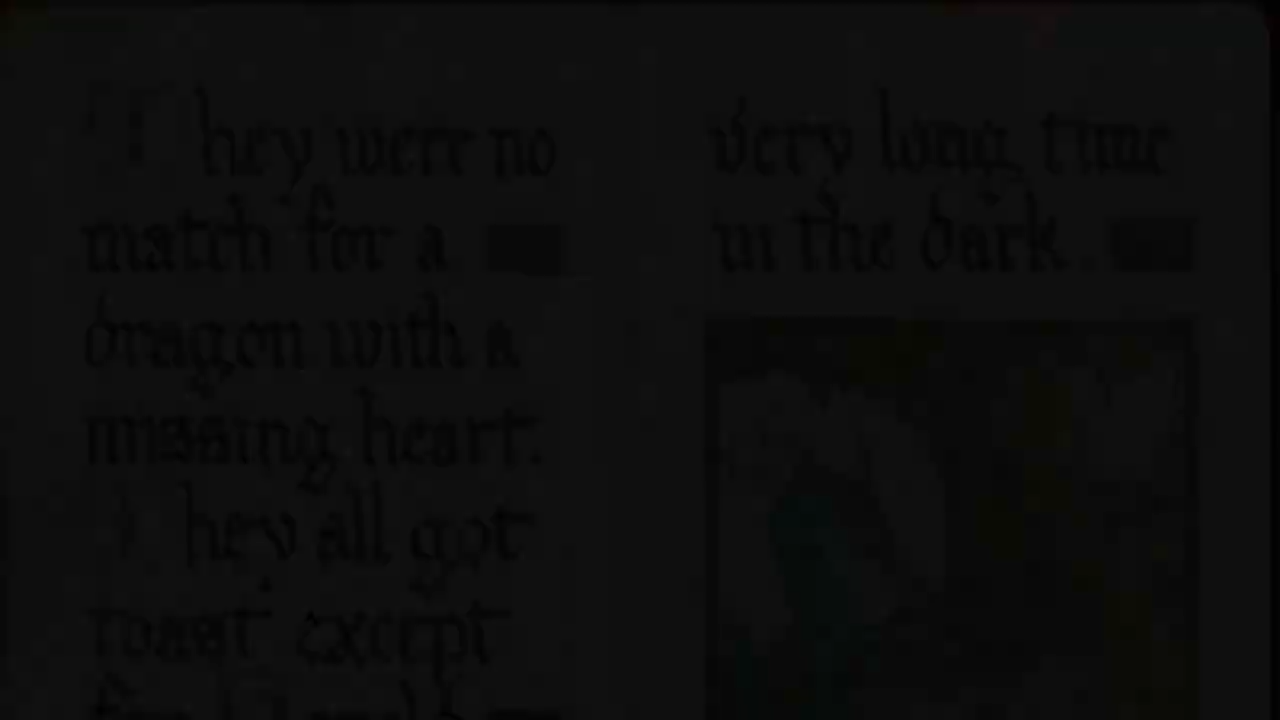 They were no
match for a
dragon with a
missing heart.
They all got
roast except
very long time
in the dark.